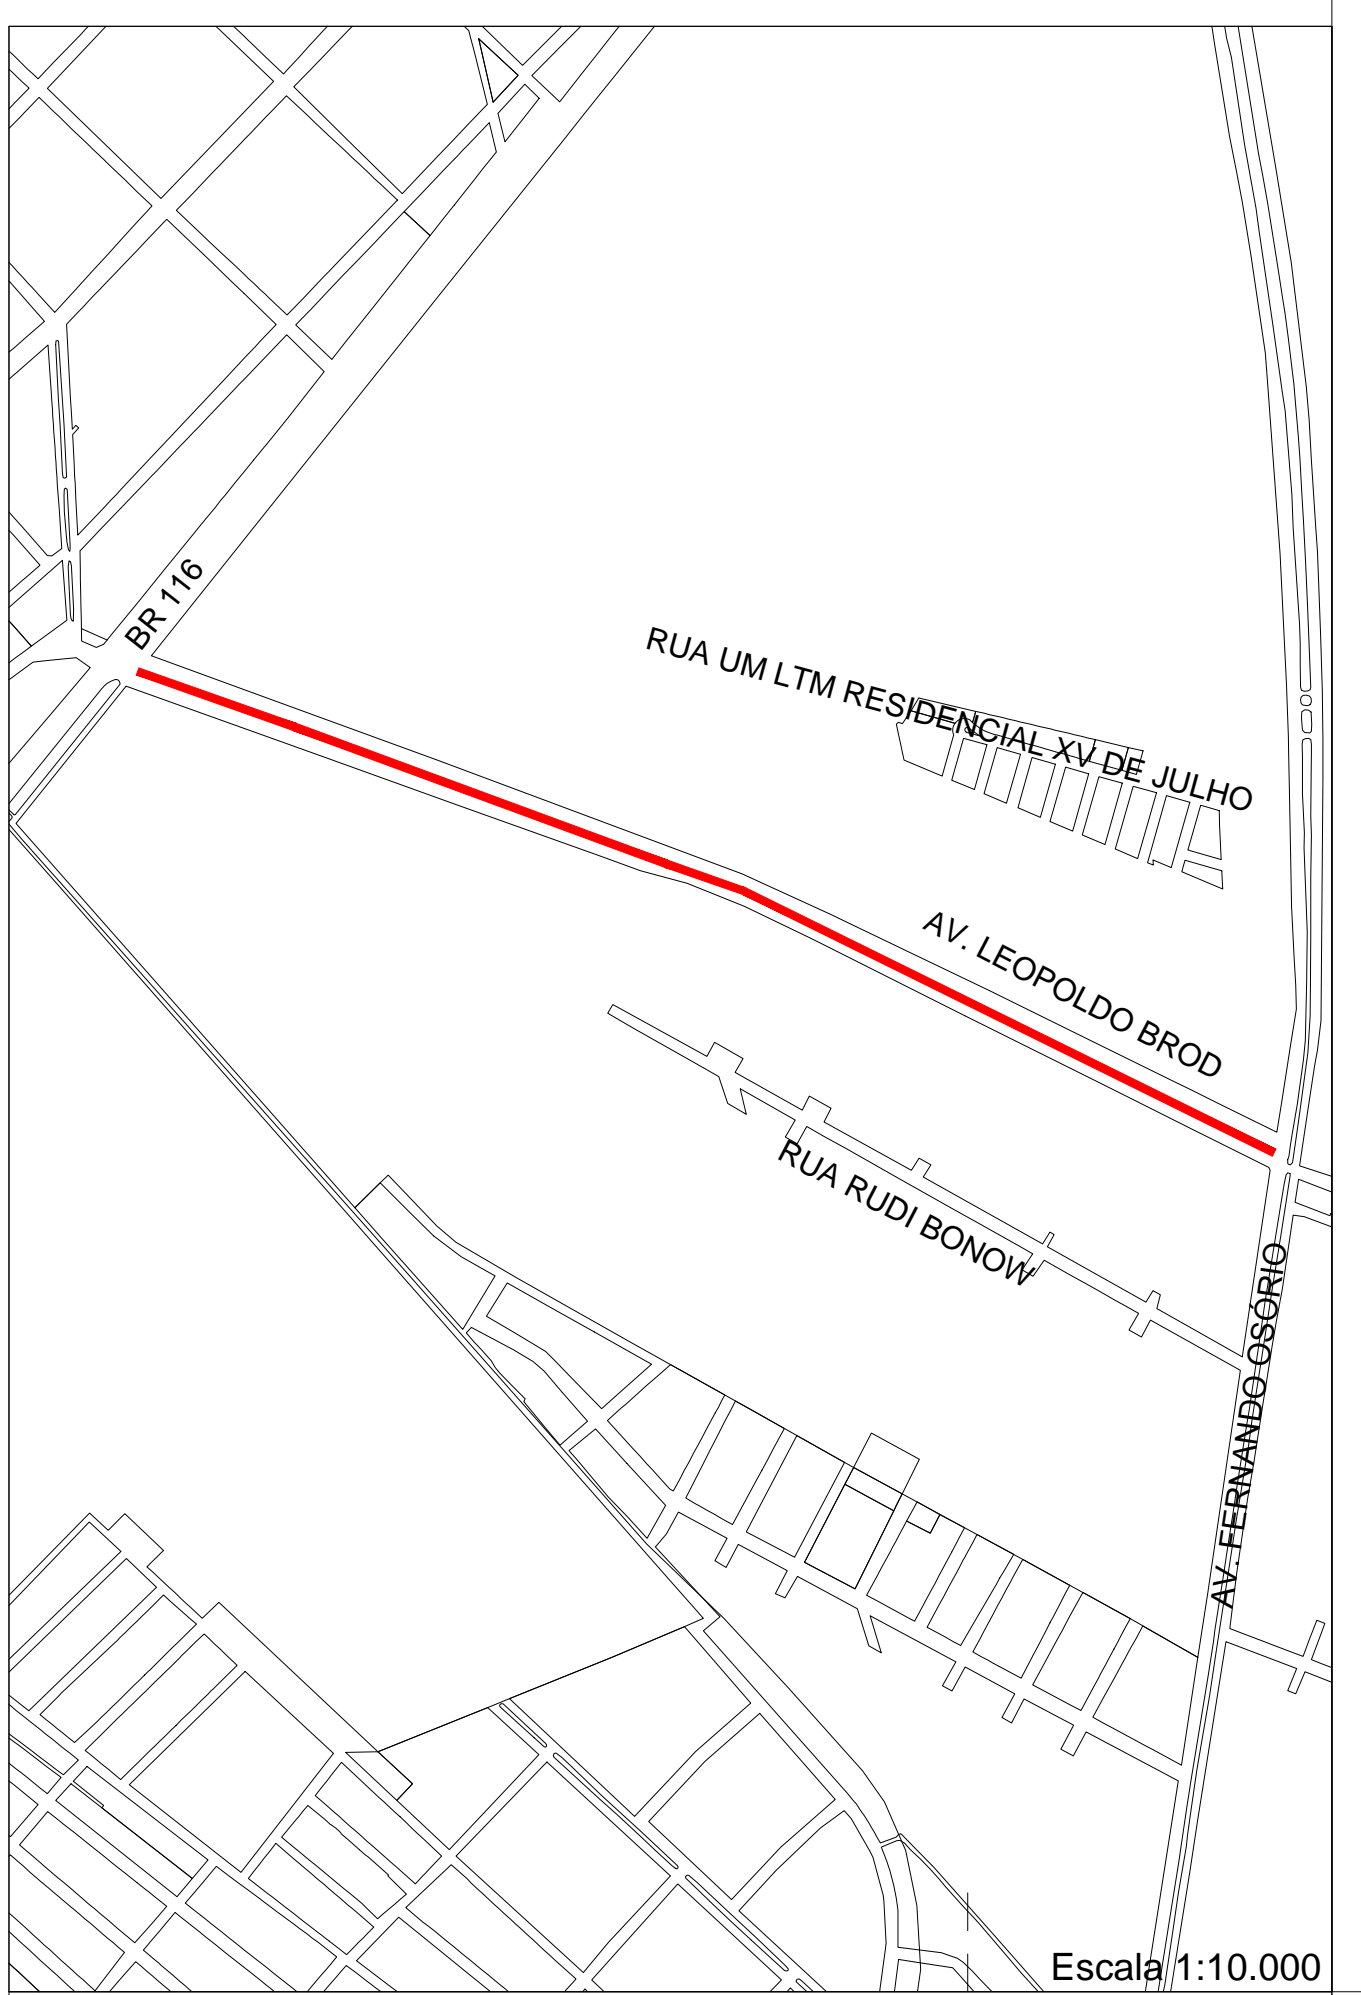 BR 116
RUA UM LTM RESIDENCIAL XV DE JULHO
AV. LEOPOLDO BROD
RUA RUDI BONOW
AV. FERNANDO OSÓRIO
Escala 1:10.000